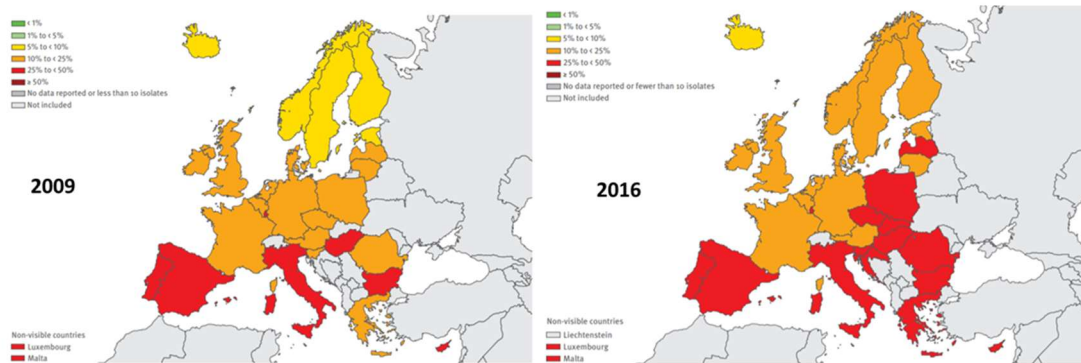 < 1%
1% to < 5%
5% to < 10%
10% to < 25%
25% to < 50%
≥ 50%
No data reported or less than 10 isolates
Not included
2009
Non-visible countries
Luxembourg
Malta
< 1%
1% to < 5%
5% to < 10%
10% to < 25%
25% to < 50%
≥ 50%
No data reported or fewer than 10 isolates
Not included
2016
Non-visible countries
Liechtenstein
Luxembourg
Malta